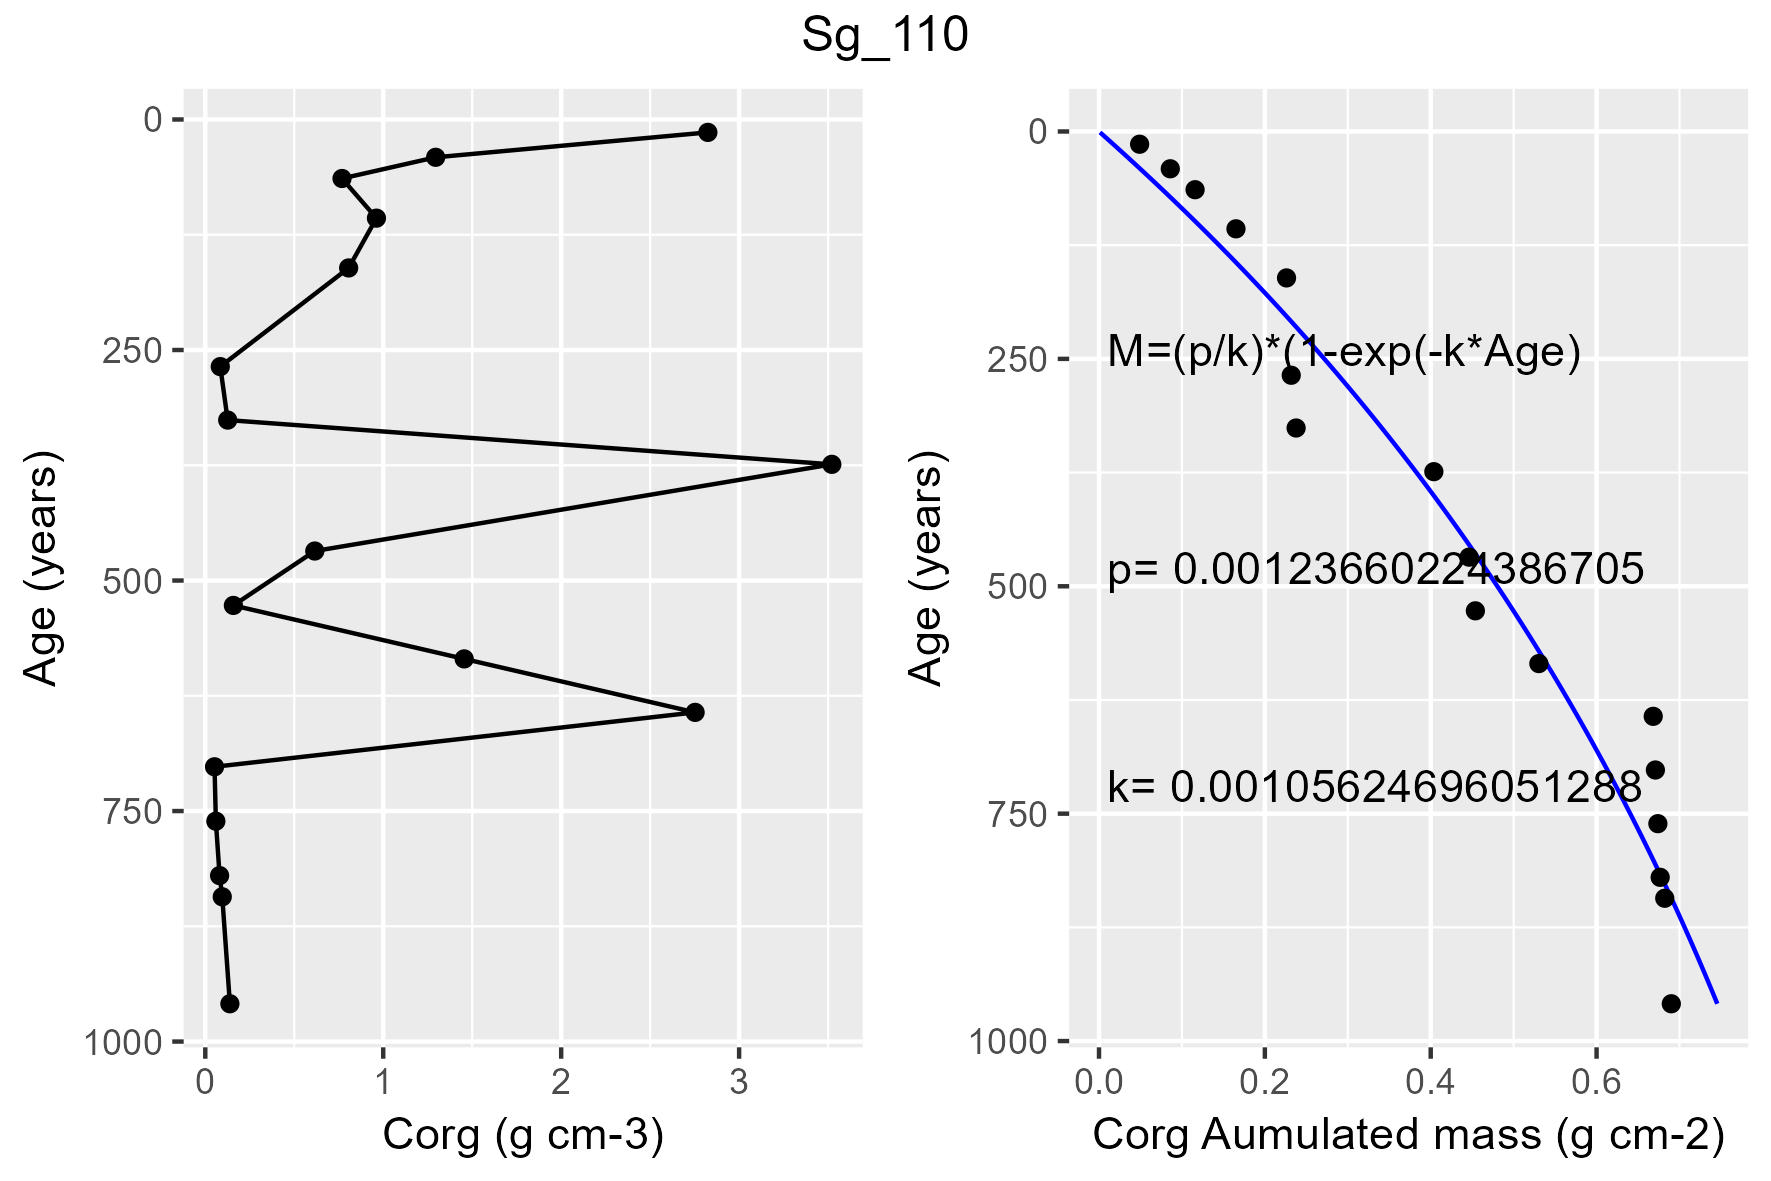 Sg_110
0
250
500
750
1000
Age (years)
0 1 2 3
Corg (g cm-3)
0
250
500
750
1000
Age (years)
M=(p/k)*(1-exp(-k*Age)
p= 0.00123660224386705
k= 0.00105624696051288
0.0 0.2 0.4 0.6
Corg Aumulated mass (g cm-2)